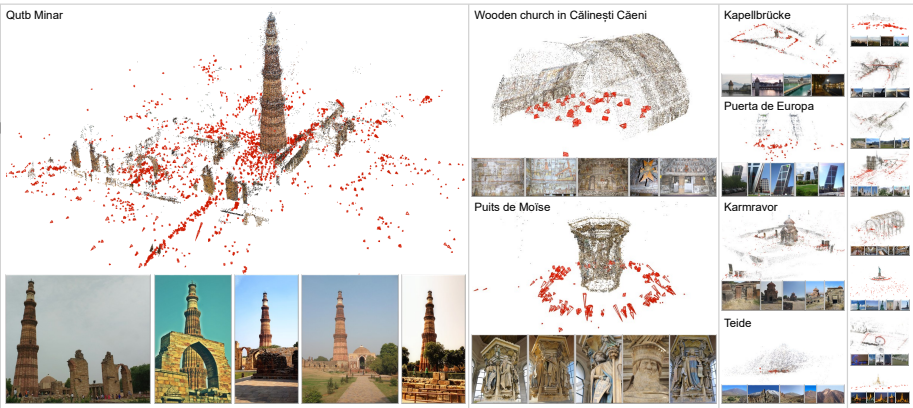 Qutb Minar
Wooden church in Călinești Căeni
Puits de Moïse
Kapellbrücke
Puerta de Europa
Karmravor
Teide